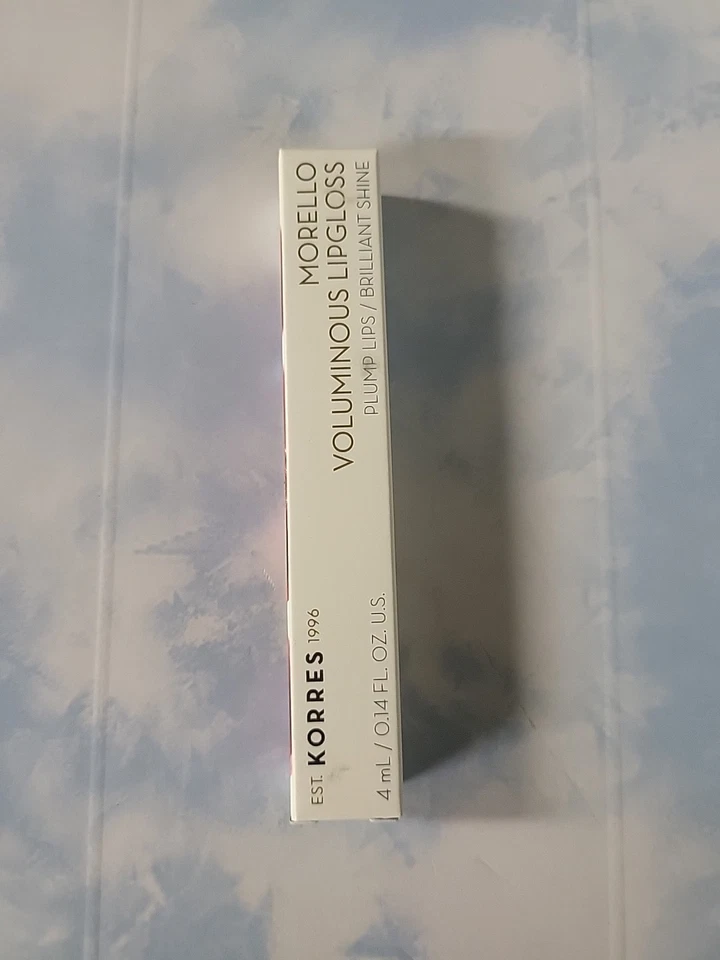 EST. KORRES 1996
4 mL / 0.14 FL. OZ. U.S.
MORELLO
VOLUMINOUS LIPGLOSS
PLUMP LIPS / BRILLIANT SHINE